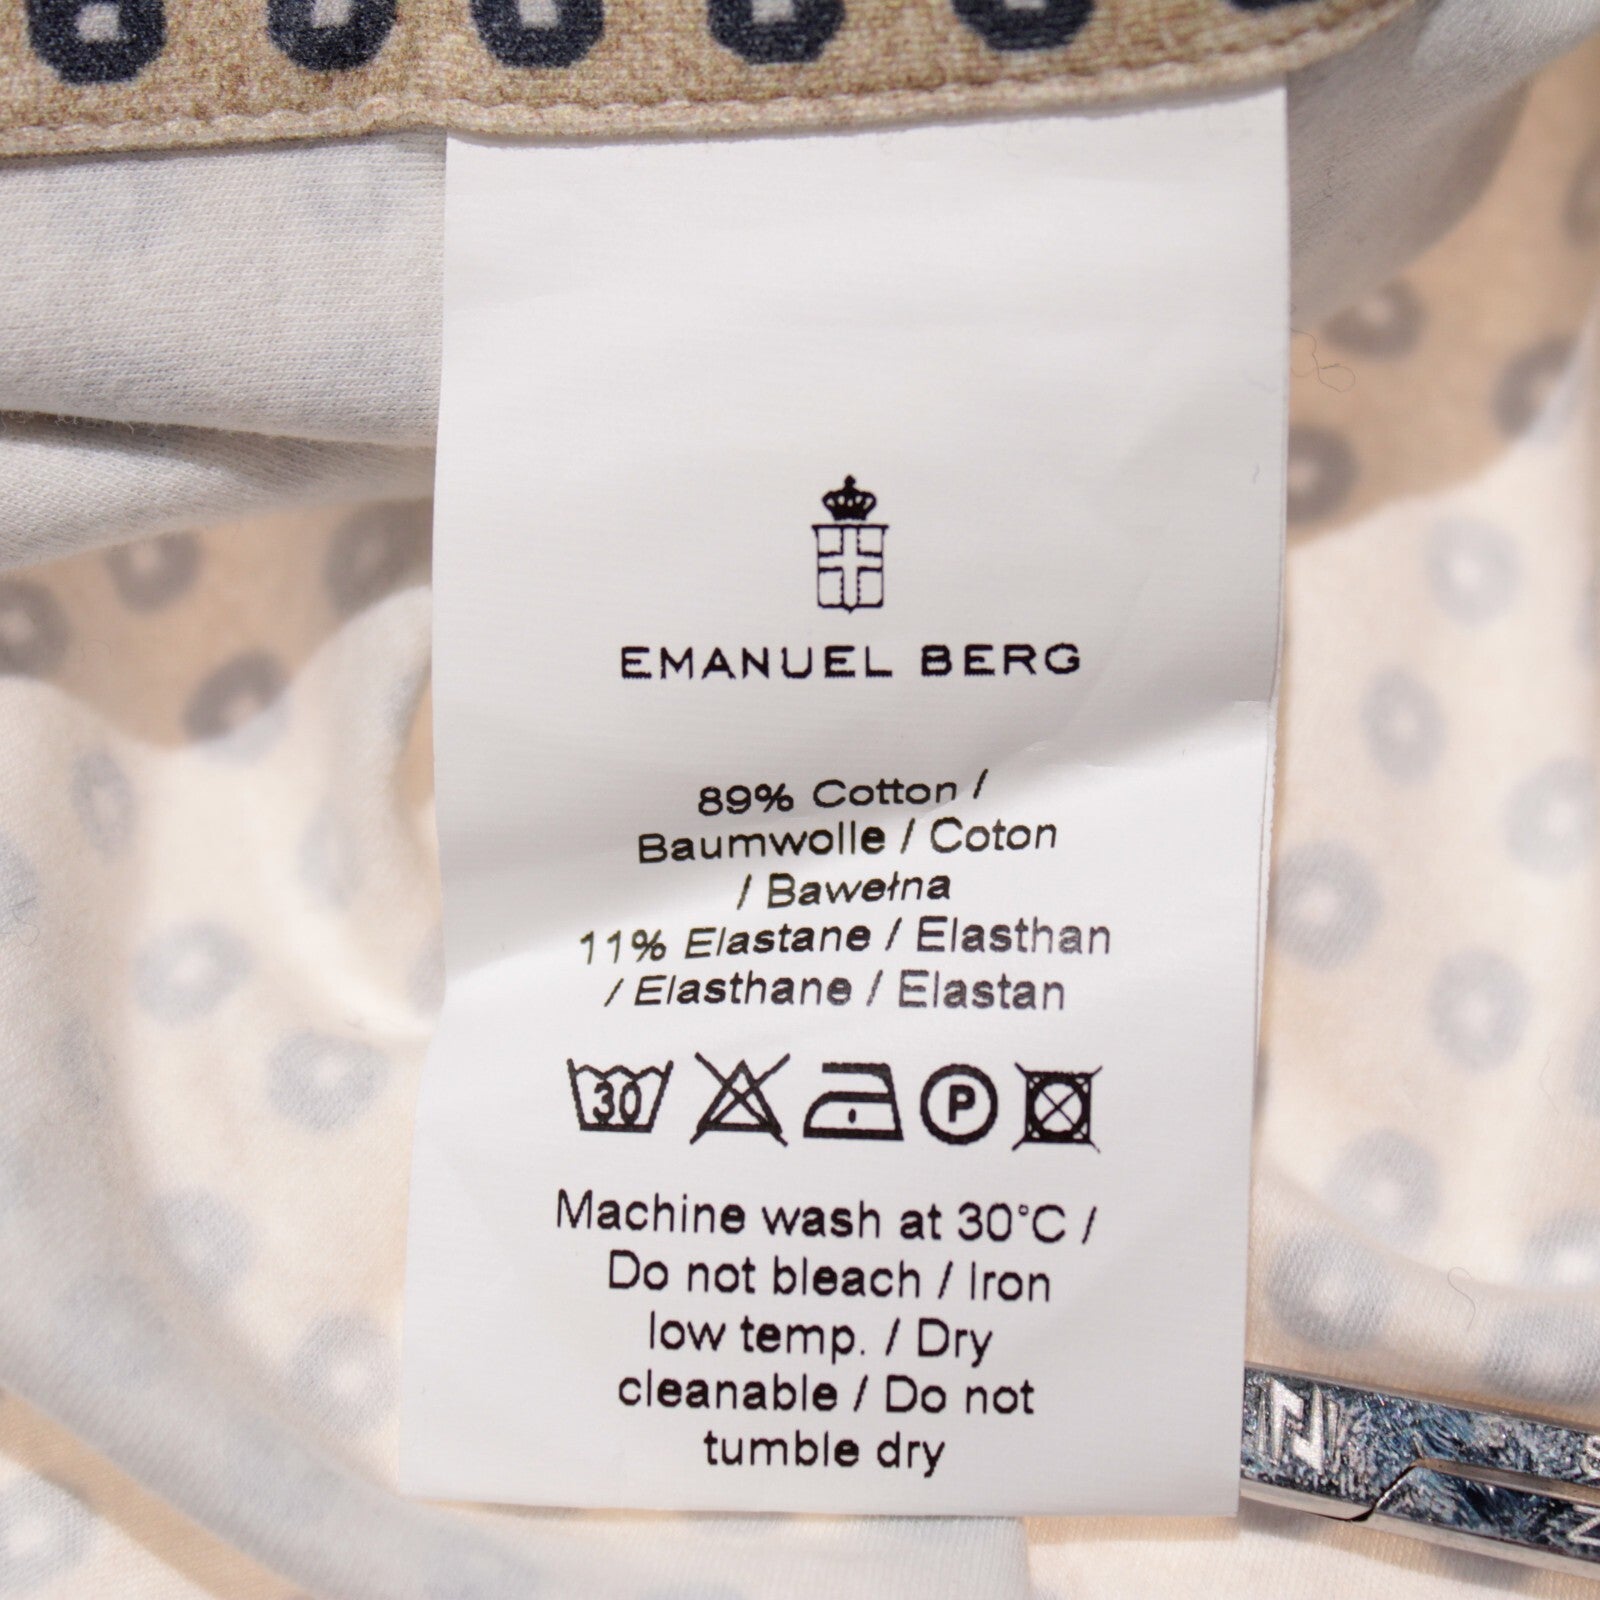 EMANUEL BERG
89% Cotton /
Baumwolle / Coton
/ Bawełna
11% Elastane / Elasthan
/ Elasthane / Elastan
30
P
Machine wash at 30°C /
Do not bleach / Iron
low temp. / Dry
cleanable / Do not
tumble dry